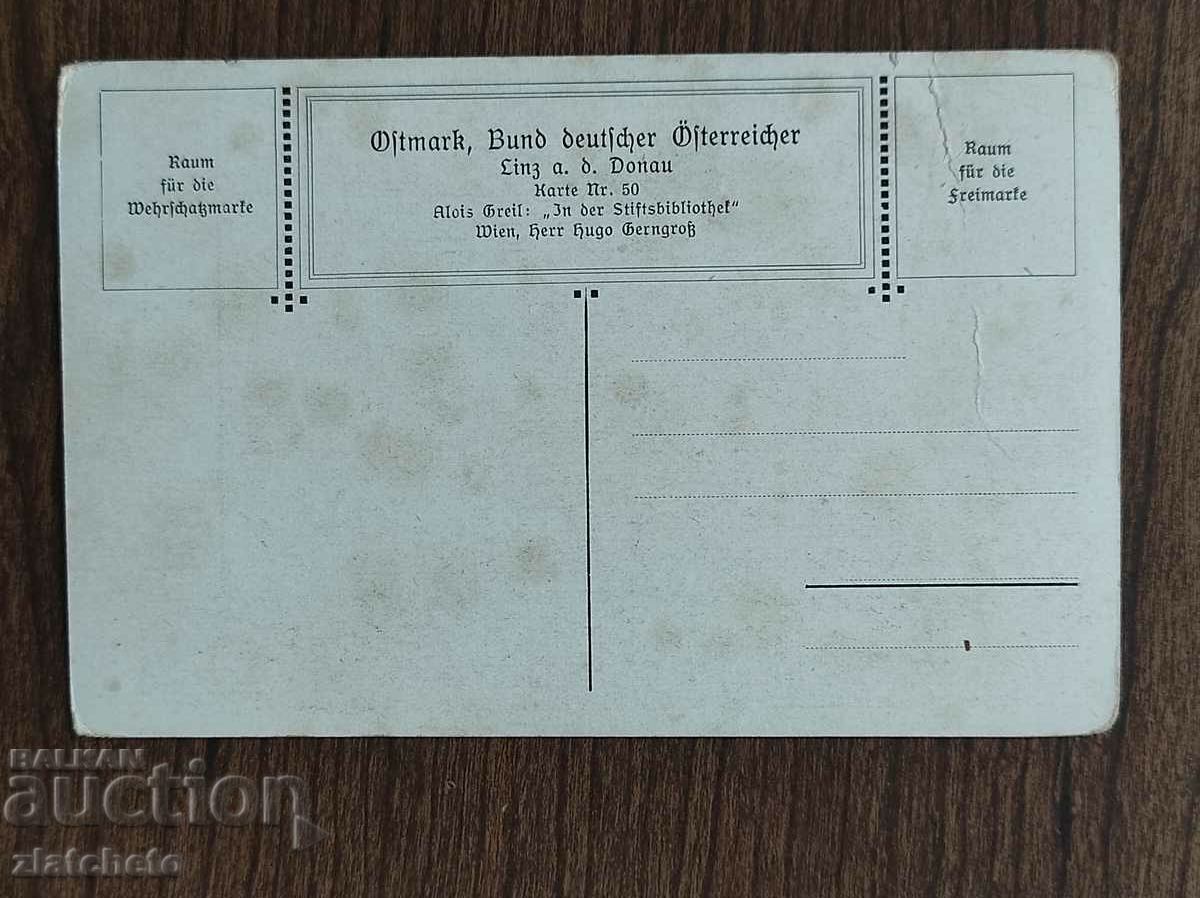 Raum
für die
Wehrschatzmarke
Ostmark, Bund deutscher Österreicher
Linz a. d. Donau
Karte Nr. 50
Alois Greil: „In der Stiftsbibliothek"
Wien, Herr Hugo Gerngroß
Raum
für die
Freimarke
BALKAN
auction
zlatcheto